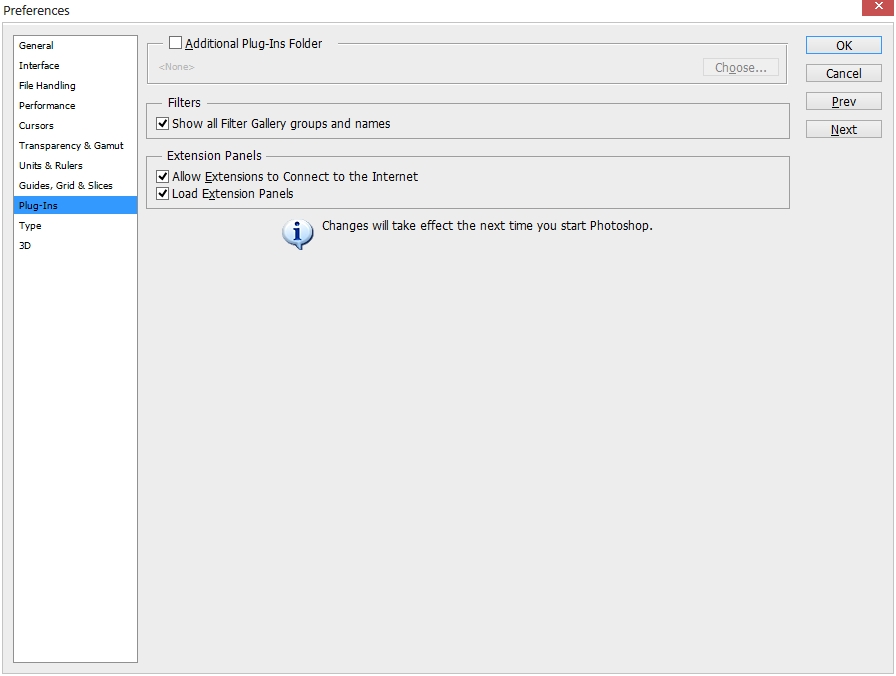 Preferences
General
Interface
File Handling
Performance
Cursors
Transparency & Gamut
Units & Rulers
Guides, Grid & Slices
Plug-Ins
Type
3D
Additional Plug-Ins Folder
<None>
Choose...
Filters
Show all Filter Gallery groups and names
Extension Panels
Allow Extensions to Connect to the Internet
Load Extension Panels
Changes will take effect the next time you start Photoshop.
OK
Cancel
Prev
Next